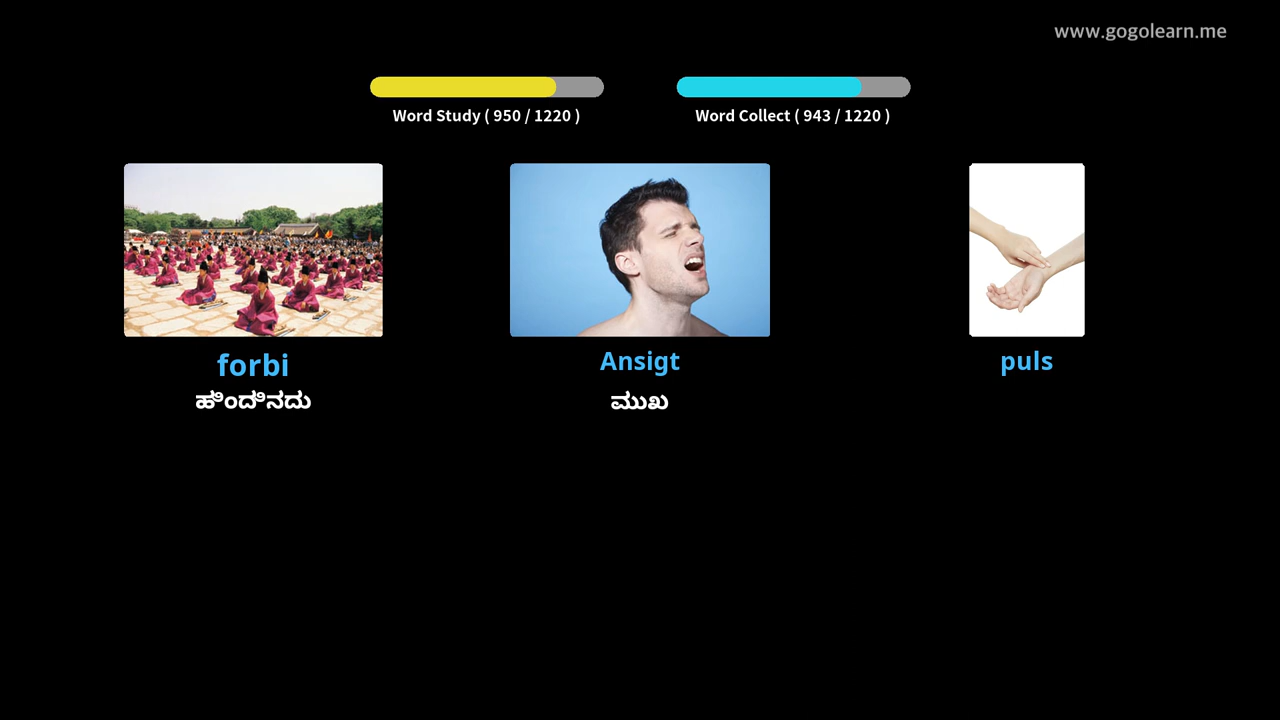 www.gogolearn.me
Word Study ( 950 / 1220 )
Word Collect ( 943 / 1220 )
forbi
Ansigt
puls
ಹಿಂದಿನದು
ಮುಖ